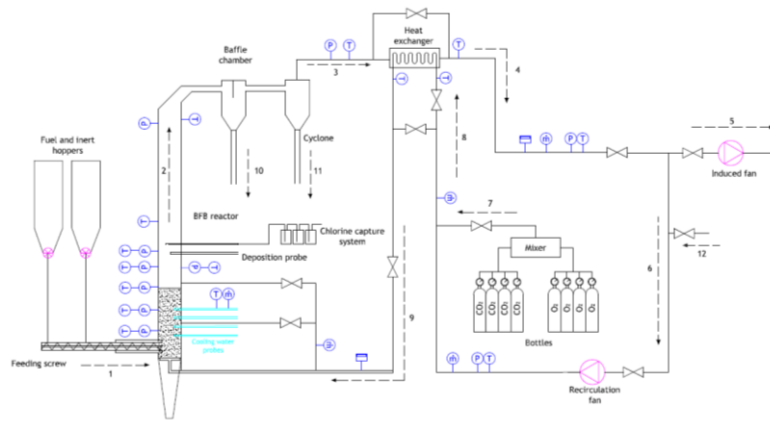 Heat
exchanger
P T
T
3
4
5
Baffle
chamber
T T
Cyclone
8
P
T
ṁ
P T
Induced fan
Fuel and inert
hoppers
2
10
11
BFB reactor
ṁ
7
T
Chlorine capture
system
Mixer
12
6
T P
Deposition probe
T P
P T
9
T P
T ṁ
CO₂ CO₂ CO₂ CO₂
O₂ O₂ O₂ O₂
T P
Cooling water
probes
ṁ
Bottles
Feeding screw
1
ṁ P T
Recirculation
fan